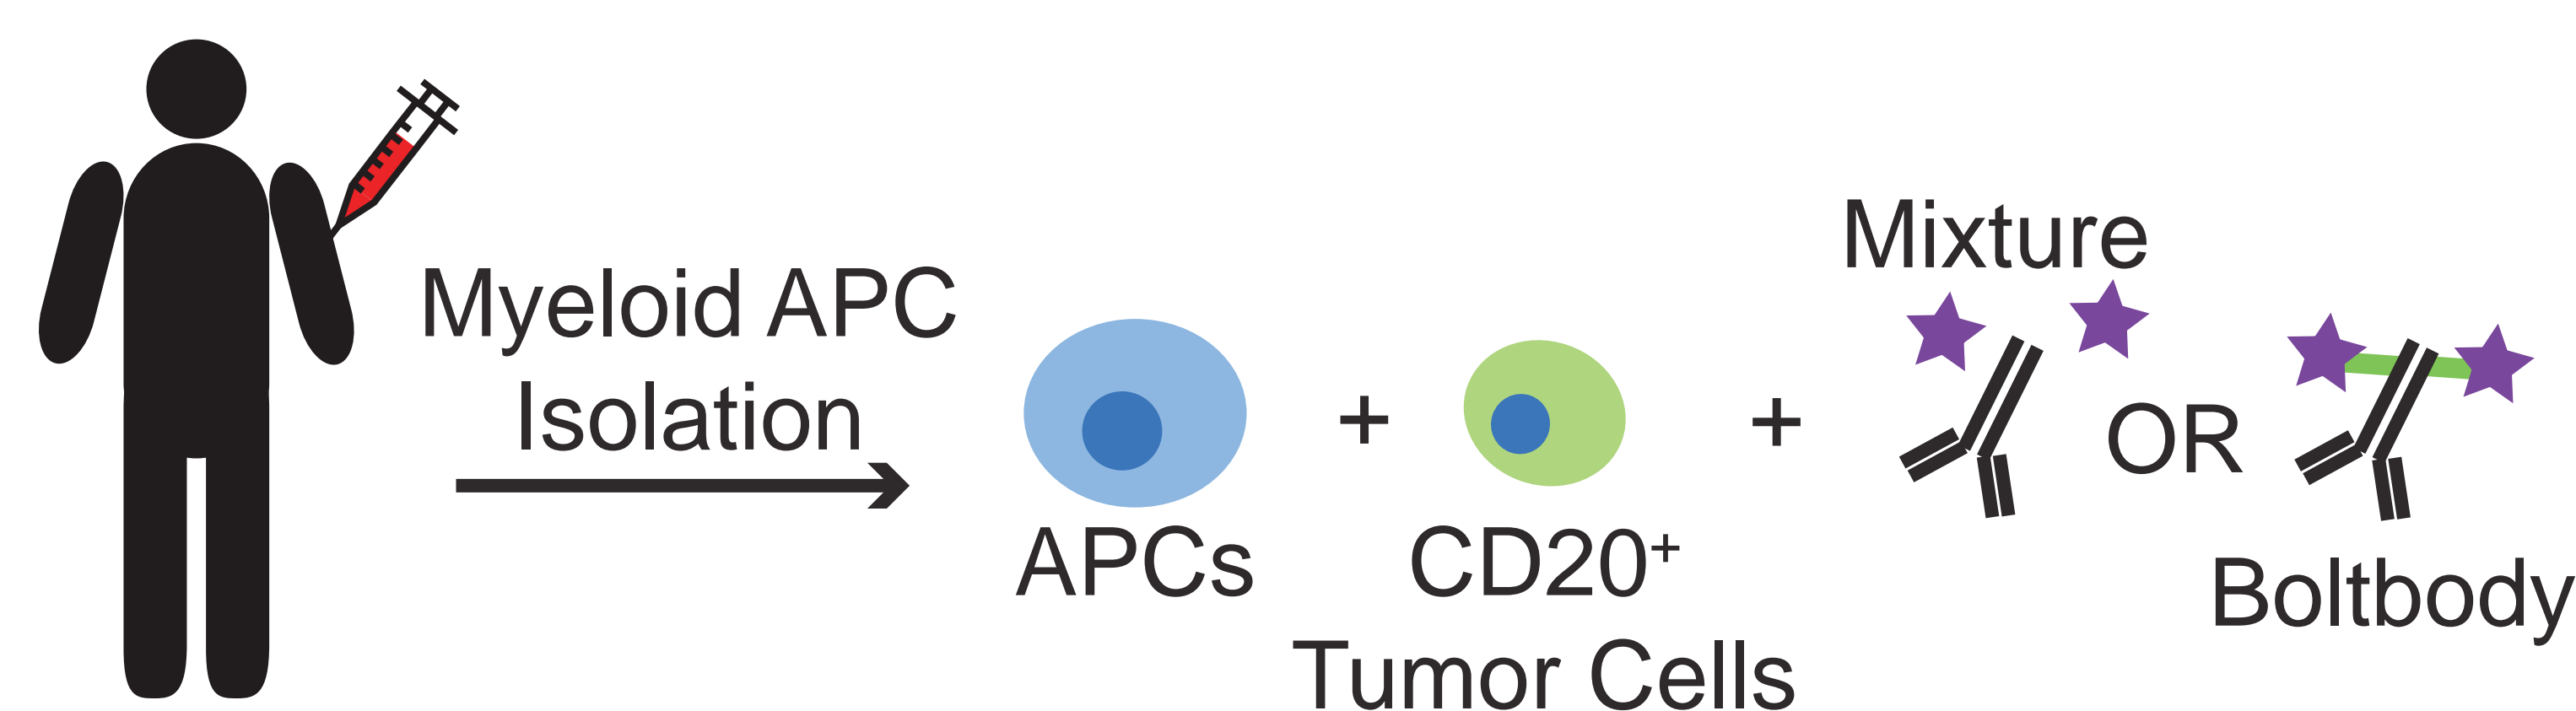 Myeloid APC
Isolation
APCs
+
CD20⁺
Tumor Cells
+
Mixture
OR
Boltbody